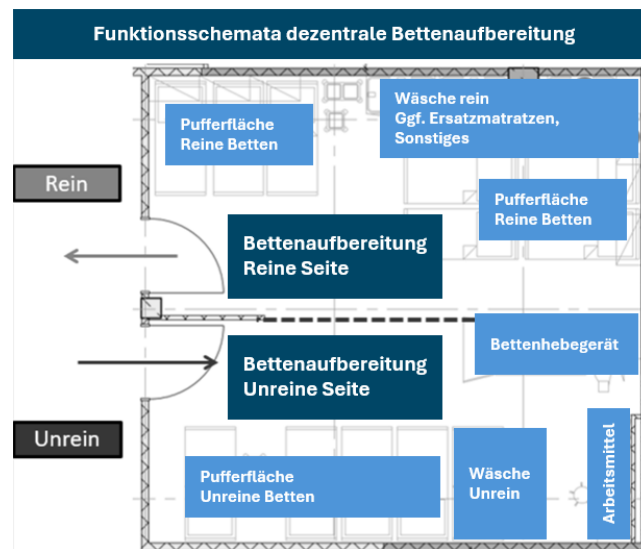 Funktionsschemata dezentrale Bettenaufbereitung
Pufferfläche
Reine Betten
Wäsche rein
Ggf. Ersatzmatratzen,
Sonstiges
Rein
Pufferfläche
Reine Betten
Bettenaufbereitung
Reine Seite
Bettenhebegerät
Bettenaufbereitung
Unreine Seite
Unrein
Pufferfläche
Unreine Betten
Wäsche
Unrein
Arbeitsmittel